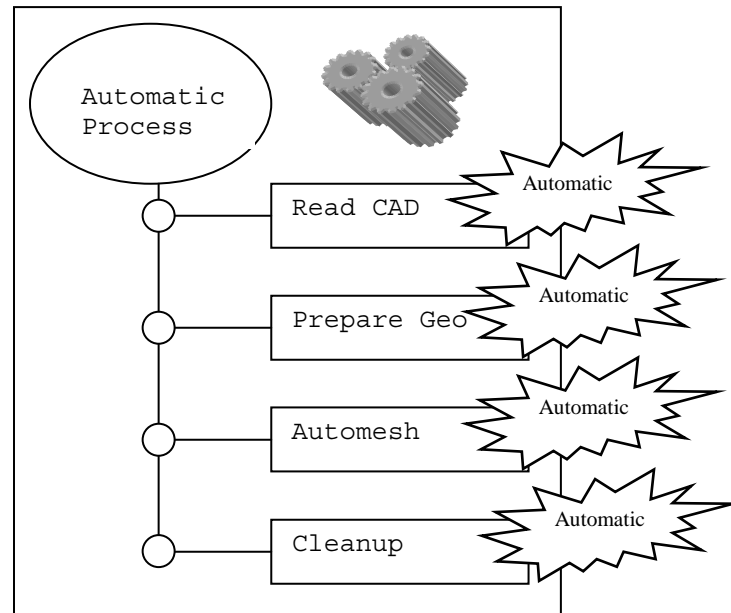 Automatic
Process
Read CAD
Automatic
Prepare Geo
Automatic
Automesh
Automatic
Cleanup
Automatic